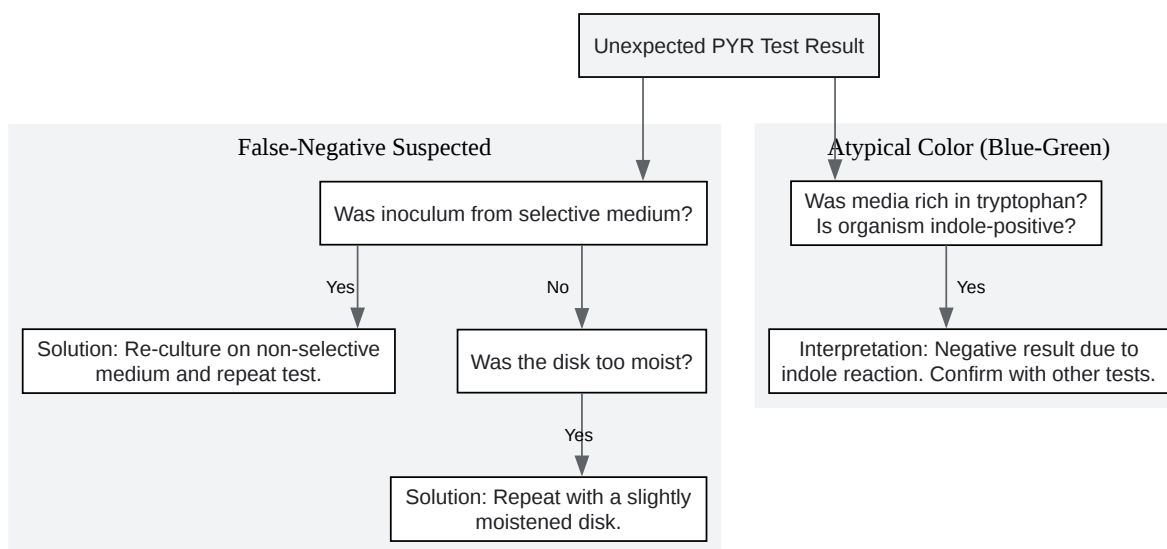 Unexpected PYR Test Result
False-Negative Suspected
Atypical Color (Blue-Green)
Was inoculum from selective medium?
Was media rich in tryptophan?
Is organism indole-positive?
Yes
No
Yes
Solution: Re-culture on non-selective
medium and repeat test.
Was the disk too moist?
Interpretation: Negative result due to
indole reaction. Confirm with other tests.
Yes
Solution: Repeat with a slightly
moistened disk.